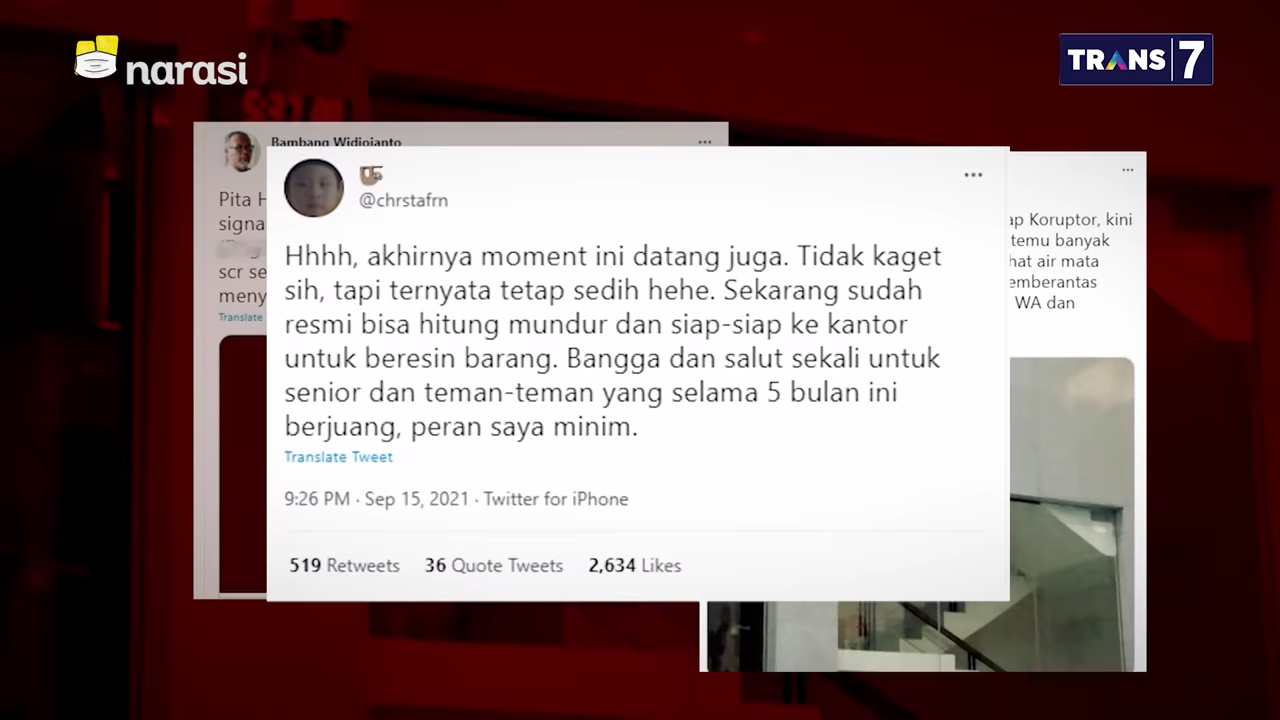 narasi
TRANS 7
Bambang Widjojanto
Pita H
signa
scr se
meny
Translate
@chrstafrn
Hhhh, akhirnya moment ini datang juga. Tidak kaget
sih, tapi ternyata tetap sedih hehe. Sekarang sudah
resmi bisa hitung mundur dan siap-siap ke kantor
untuk beresin barang. Bangga dan salut sekali untuk
senior dan teman-teman yang selama 5 bulan ini
berjuang, peran saya minim.
Translate Tweet
9:26 PM · Sep 15, 2021 · Twitter for iPhone
519 Retweets 36 Quote Tweets 2,634 Likes
ap Koruptor, kini
temu banyak
hat air mata
emberantas
WA dan